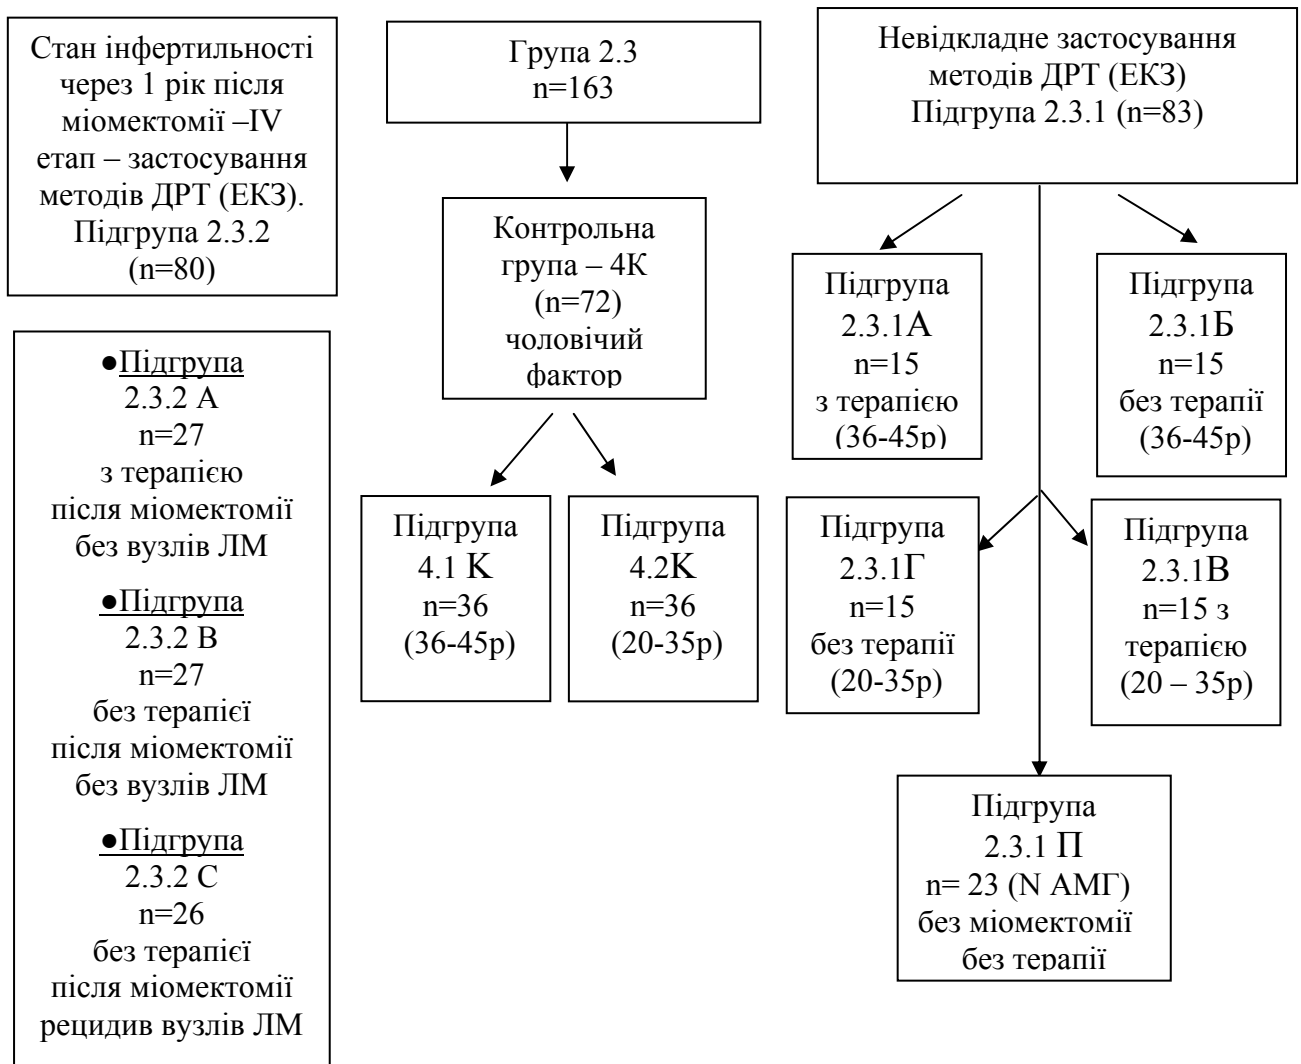 Стан інфертильності
через 1 рік після
міомектомії –IV
етап – застосування
методів ДРТ (ЕКЗ).
Підгрупа 2.3.2
(n=80)
●Підгрупа
2.3.2 А
n=27
з терапією
після міомектомії
без вузлів ЛМ
●Підгрупа
2.3.2 В
n=27
без терапієї
після міомектомії
без вузлів ЛМ
●Підгрупа
2.3.2 С
n=26
без терапієї
після міомектомії
рецидив вузлів ЛМ
Група 2.3
n=163
Контрольна
група – 4К
(n=72)
чоловічий
фактор
Підгрупа
4.1 К
n=36
(36-45р)
Підгрупа
4.2К
n=36
(20-35р)
Невідкладне застосування
методів ДРТ (ЕКЗ)
Підгрупа 2.3.1 (n=83)
Підгрупа
2.3.1А
n=15
з терапією
(36-45р)
Підгрупа
2.3.1Б
n=15
без терапії
(36-45р)
Підгрупа
2.3.1Г
n=15
без терапії
(20-35р)
Підгрупа
2.3.1В
n=15 з
терапією
(20 – 35р)
Підгрупа
2.3.1 П
n= 23 (N АМГ)
без міомектомії
без терапії